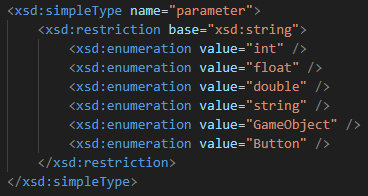 <xsd:simpleType name="parameter">
<xsd:restriction base="xsd:string">
<xsd:enumeration value="int" />
<xsd:enumeration value="float" />
<xsd:enumeration value="double" />
<xsd:enumeration value="string" />
<xsd:enumeration value="GameObject" />
<xsd:enumeration value="Button" />
</xsd:restriction>
</xsd:simpleType>